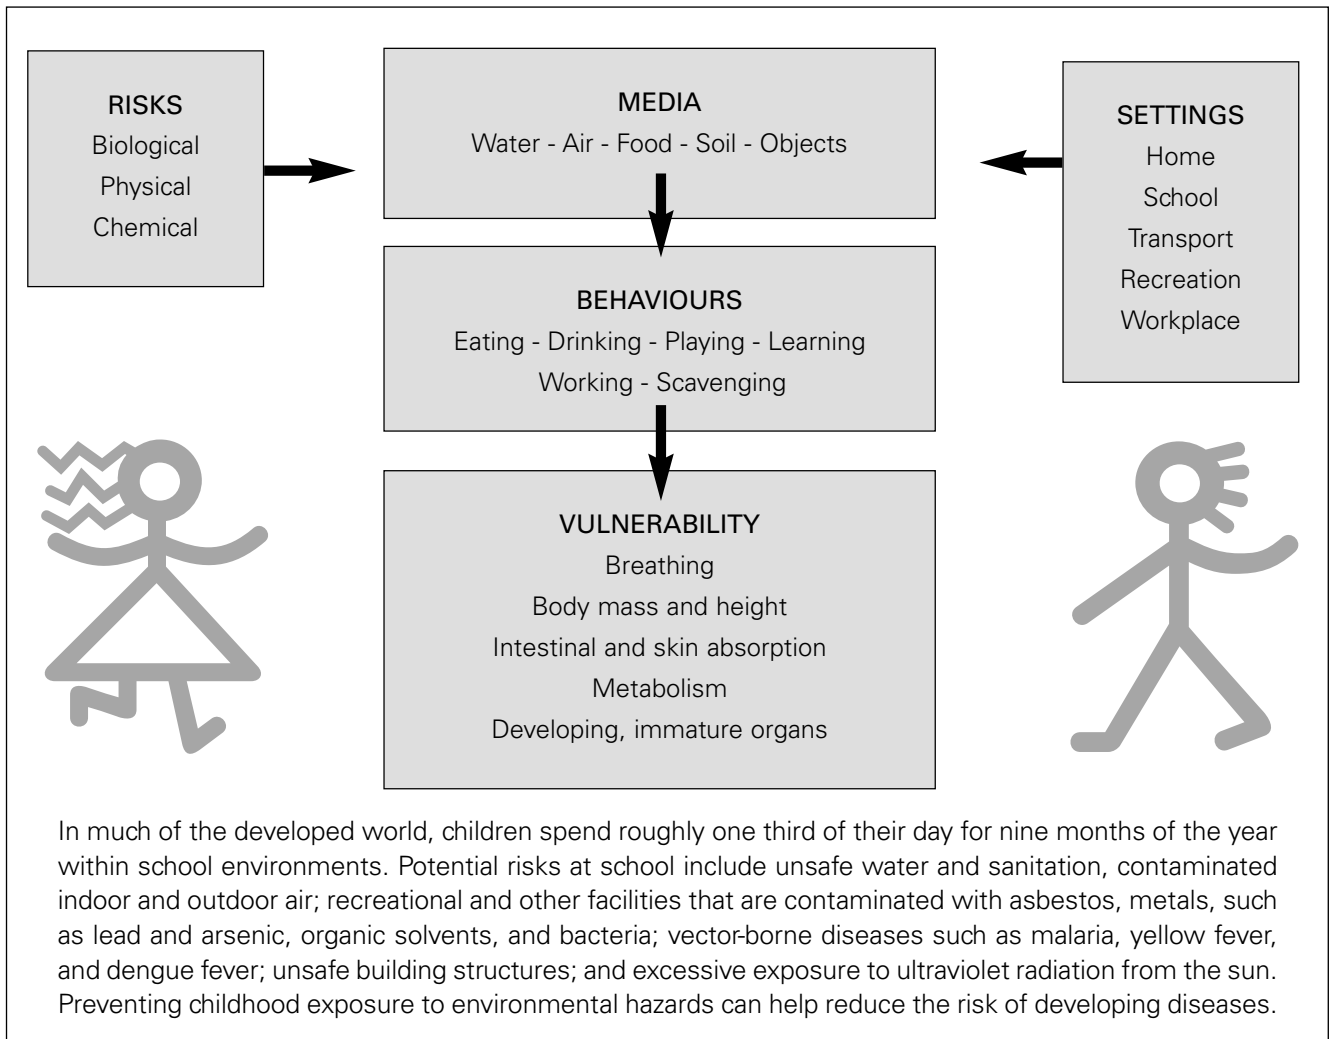 RISKS
Biological
Physical
Chemical
MEDIA
Water - Air - Food - Soil - Objects
SETTINGS
Home
School
Transport
Recreation
Workplace
BEHAVIOURS
Eating - Drinking - Playing - Learning
Working - Scavenging
VULNERABILITY
Breathing
Body mass and height
Intestinal and skin absorption
Metabolism
Developing, immature organs
In much of the developed world, children spend roughly one third of their day for nine months of the year
within school environments. Potential risks at school include unsafe water and sanitation, contaminated
indoor and outdoor air; recreational and other facilities that are contaminated with asbestos, metals, such
as lead and arsenic, organic solvents, and bacteria; vector-borne diseases such as malaria, yellow fever,
and dengue fever; unsafe building structures; and excessive exposure to ultraviolet radiation from the sun.
Preventing childhood exposure to environmental hazards can help reduce the risk of developing diseases.